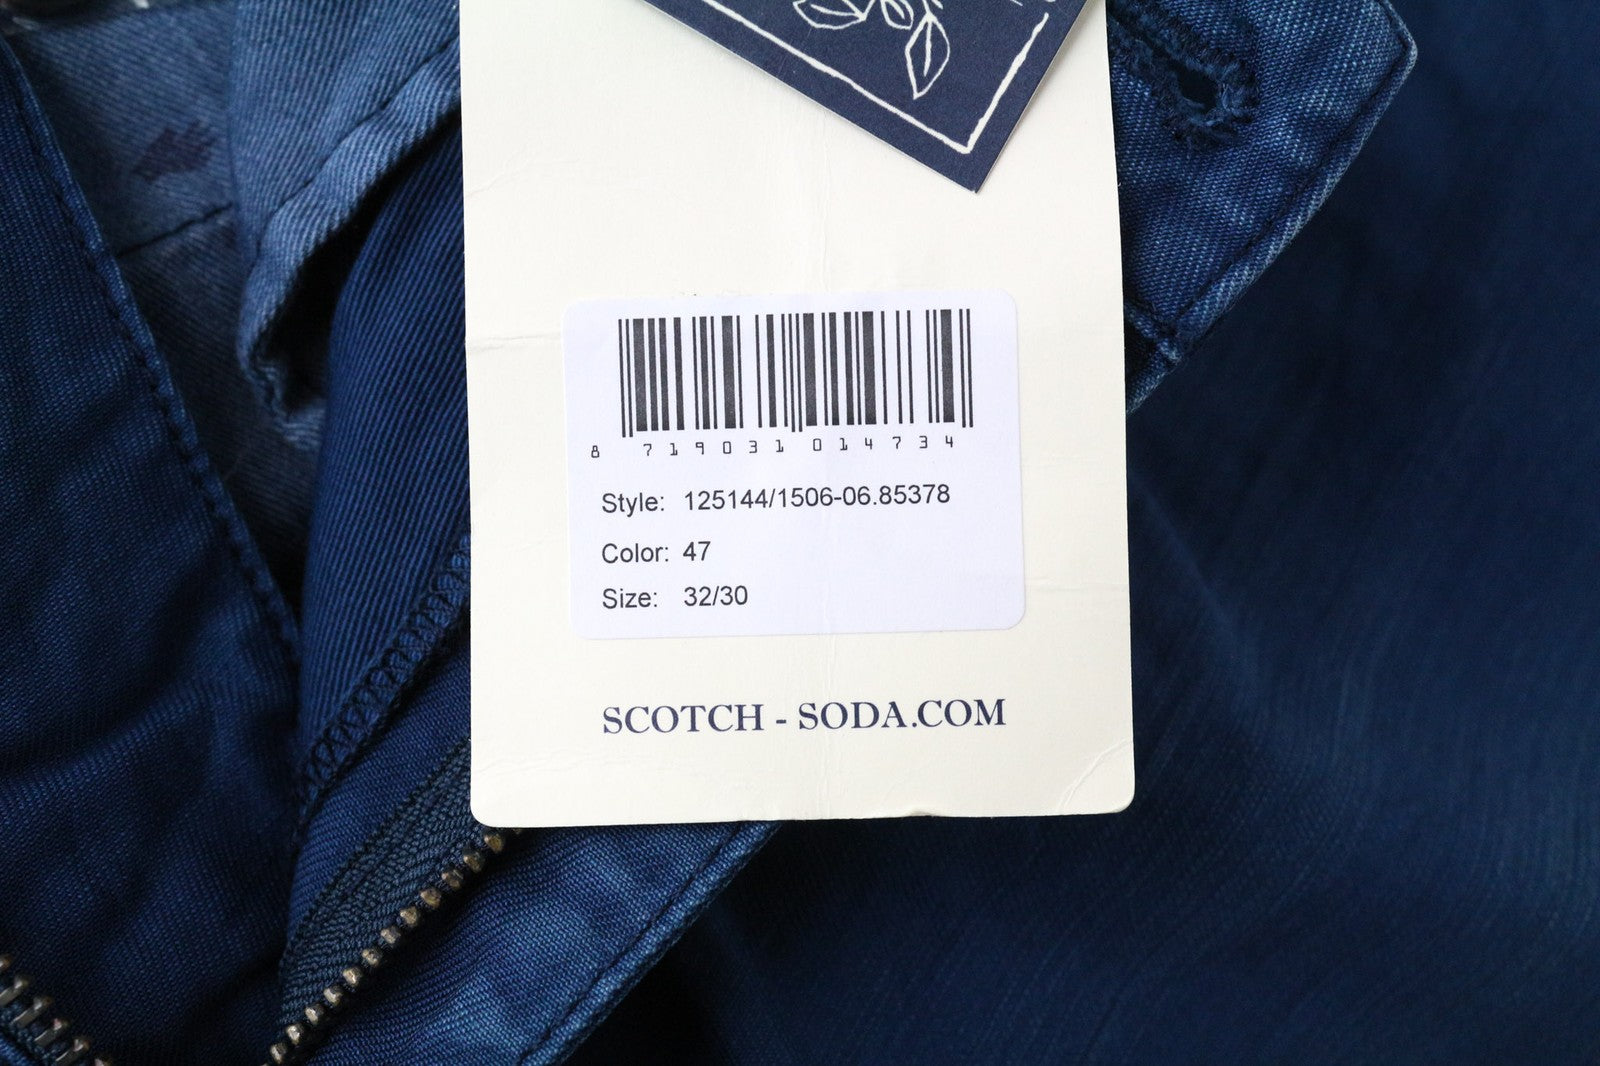 8 719031 014734
Style: 125144/1506-06.85378
Color: 47
Size: 32/30
SCOTCH - SODA.COM